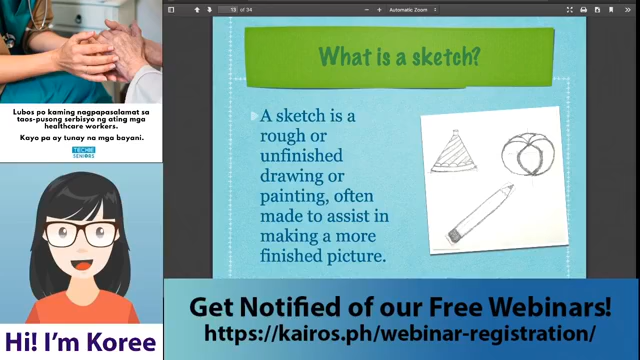 13 of 34
Automatic Zoom
What is a sketch?
A sketch is a
rough or
unfinished
drawing or
painting, often
made to assist in
making a more
finished picture.
Lubos po kaming nagpapasalamat sa
taos-pusong serbisyo ng ating mga
healthcare workers.
Kayo po ay tunay na mga bayani.
TECHIE
SENIORS
Hi! I'm Koree
Get Notified of our Free Webinars!
https://kairos.ph/webinar-registration/